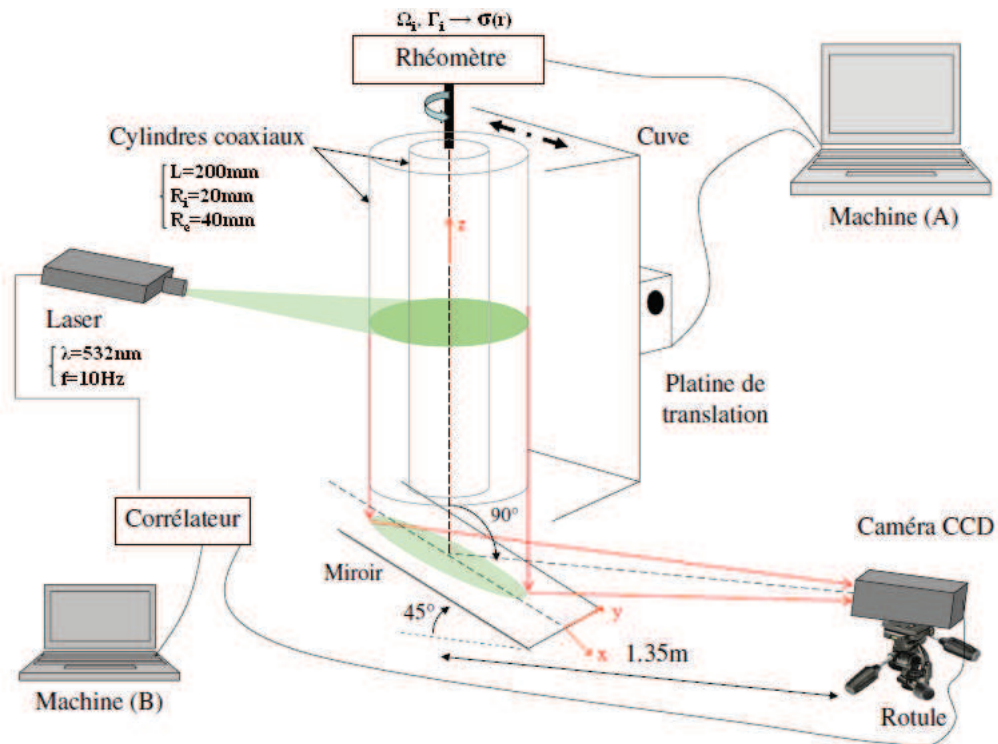 Ωi, Γi → σ(r)
Rhéomètre
Cylindres coaxiaux
L=200mm
Ri=20mm
Re=40mm
Cuve
Machine (A)
z
Laser
λ=532nm
f=10Hz
Platine de
translation
Corrélateur
90°
Caméra CCD
Miroir
45°
y
x
1.35m
Machine (B)
Rotule